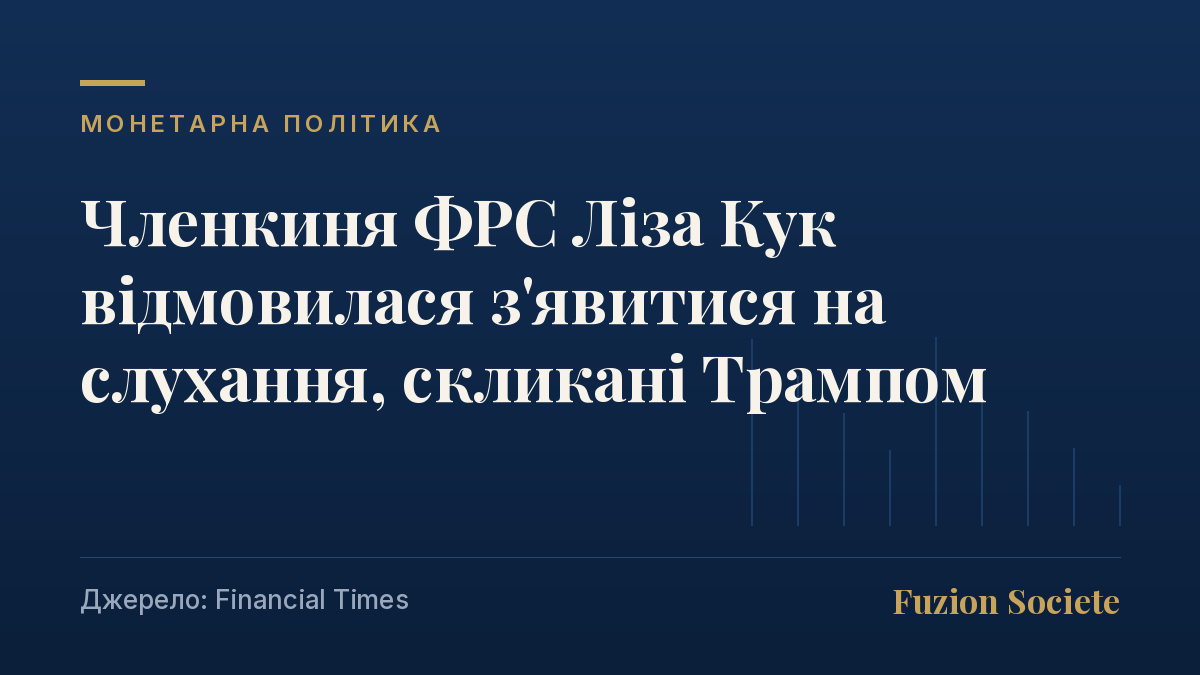 МОНЕТАРНА ПОЛІТИКА
Членкиня ФРС Ліза Кук
відмовилася з'явитися на
слухання, скликані Трампом
Джерело: Financial Times
Fuzion Societe